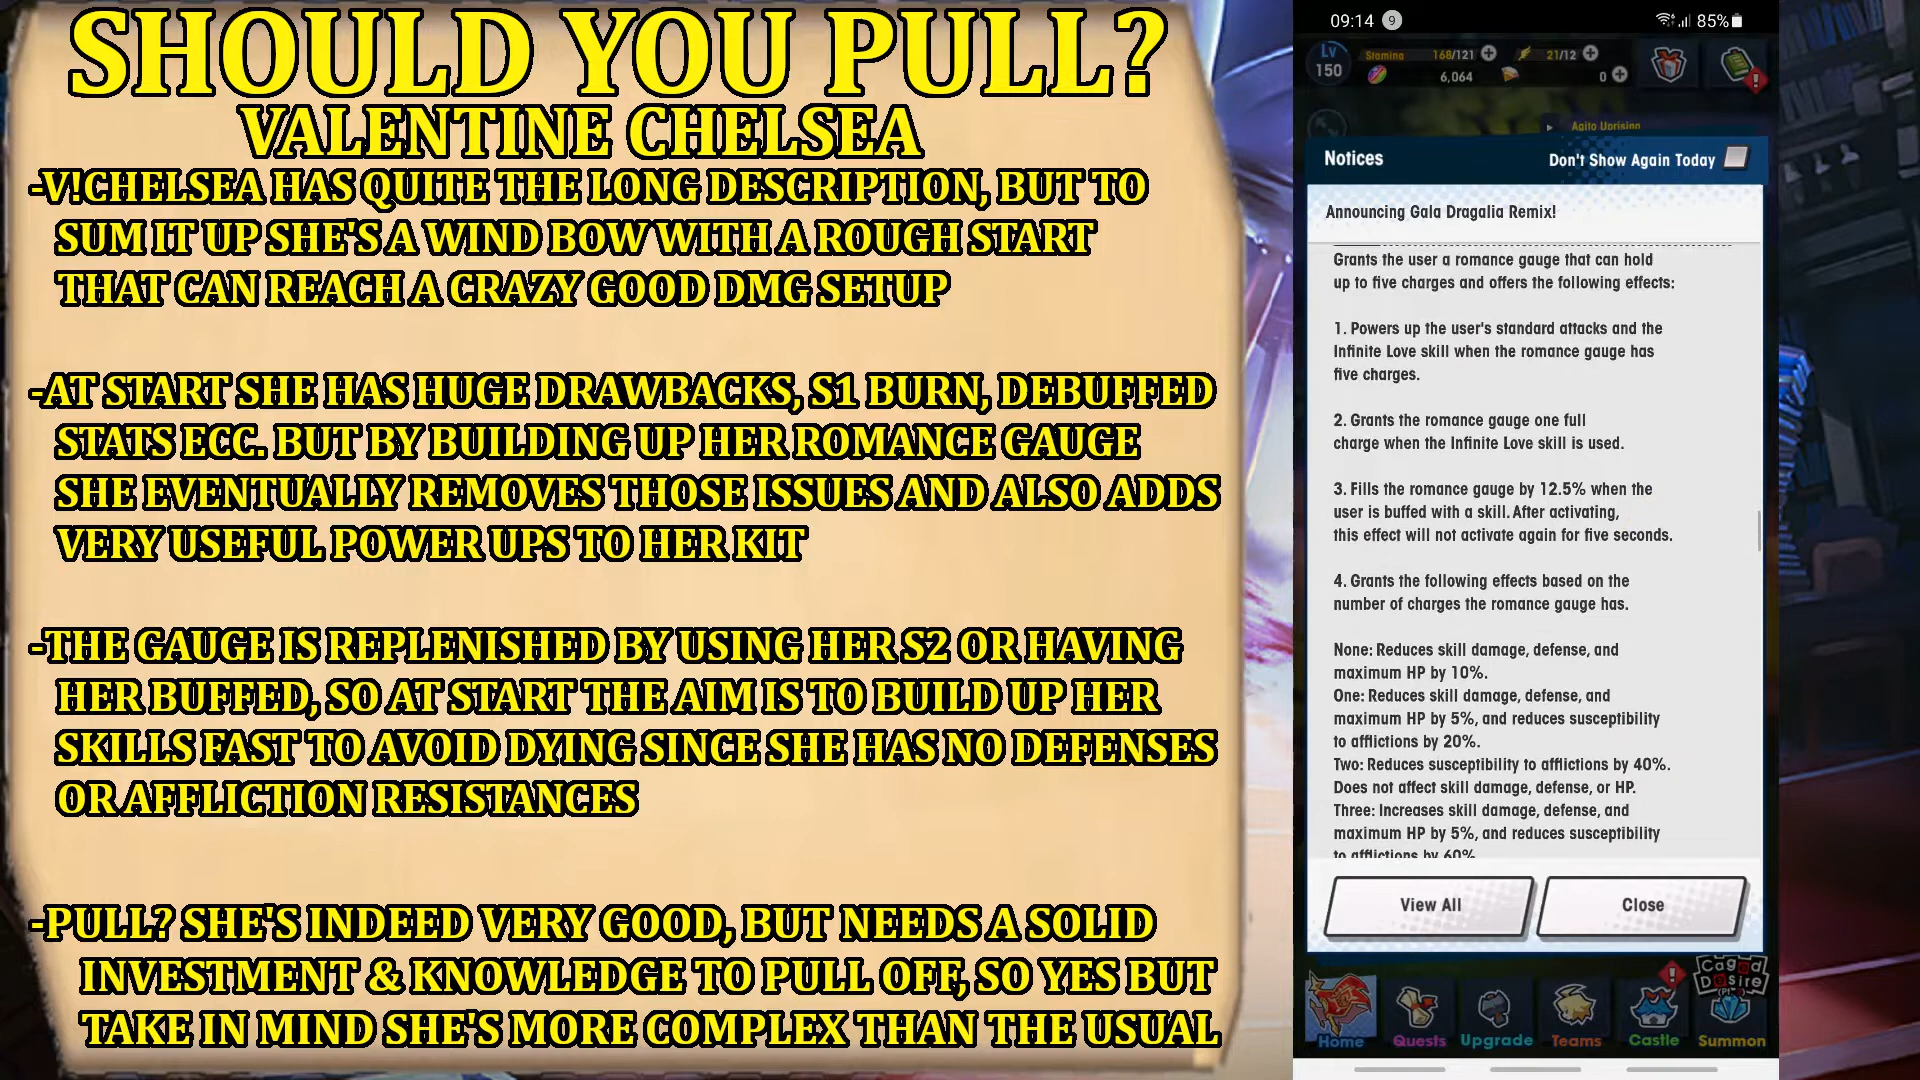 SHOULD YOU PULL?
VALENTINE CHELSEA
-V!CHELSEA HAS QUITE THE LONG DESCRIPTION, BUT TO
SUM IT UP SHE'S A WIND BOW WITH A ROUGH START
THAT CAN REACH A CRAZY GOOD DMG SETUP
-AT START SHE HAS HUGE DRAWBACKS, S1 BURN, DEBUFFED
STATS ECC. BUT BY BUILDING UP HER ROMANCE GAUGE
SHE EVENTUALLY REMOVES THOSE ISSUES AND ALSO ADDS
VERY USEFUL POWER UPS TO HER KIT
-THE GAUGE IS REPLENISHED BY USING HER S2 OR HAVING
HER BUFFED, SO AT START THE AIM IS TO BUILD UP HER
SKILLS FAST TO AVOID DYING SINCE SHE HAS NO DEFENSES
OR AFFLICTION RESISTANCES
-PULL? SHE'S INDEED VERY GOOD, BUT NEEDS A SOLID
INVESTMENT & KNOWLEDGE TO PULL OFF, SO YES BUT
TAKE IN MIND SHE'S MORE COMPLEX THAN THE USUAL
09:14 9 85%
Lv
150
Stamina 168/121 21/12
6,064 0
Agito Uprising
Notices Don't Show Again Today
Announcing Gala Dragalia Remix!
Grants the user a romance gauge that can hold
up to five charges and offers the following effects:
1. Powers up the user's standard attacks and the
Infinite Love skill when the romance gauge has
five charges.
2. Grants the romance gauge one full
charge when the Infinite Love skill is used.
3. Fills the romance gauge by 12.5% when the
user is buffed with a skill. After activating,
this effect will not activate again for five seconds.
4. Grants the following effects based on the
number of charges the romance gauge has.
None: Reduces skill damage, defense, and
maximum HP by 10%.
One: Reduces skill damage, defense, and
maximum HP by 5%, and reduces susceptibility
to afflictions by 20%.
Two: Reduces susceptibility to afflictions by 40%.
Does not affect skill damage, defense, or HP.
Three: Increases skill damage, defense, and
maximum HP by 5%, and reduces susceptibility
to afflictions by 60%
View All Close
Caged
Desire
Home Quests Upgrade Teams Castle Summon